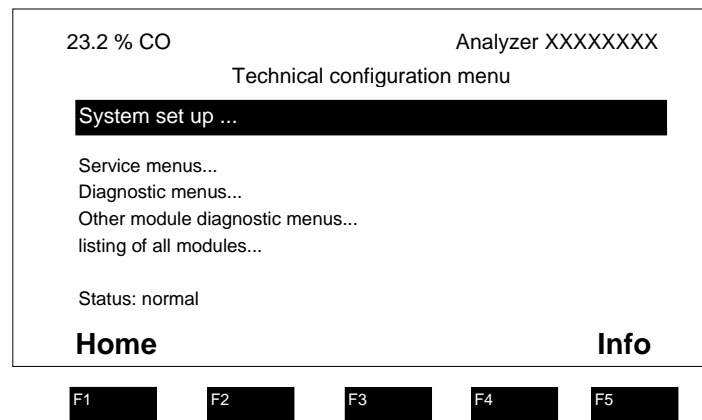 23.2 % CO Analyzer XXXXXXXX
Technical configuration menu
System set up ...
Service menus...
Diagnostic menus...
Other module diagnostic menus...
listing of all modules...
Status: normal
Home Info
F1 F2 F3 F4 F5